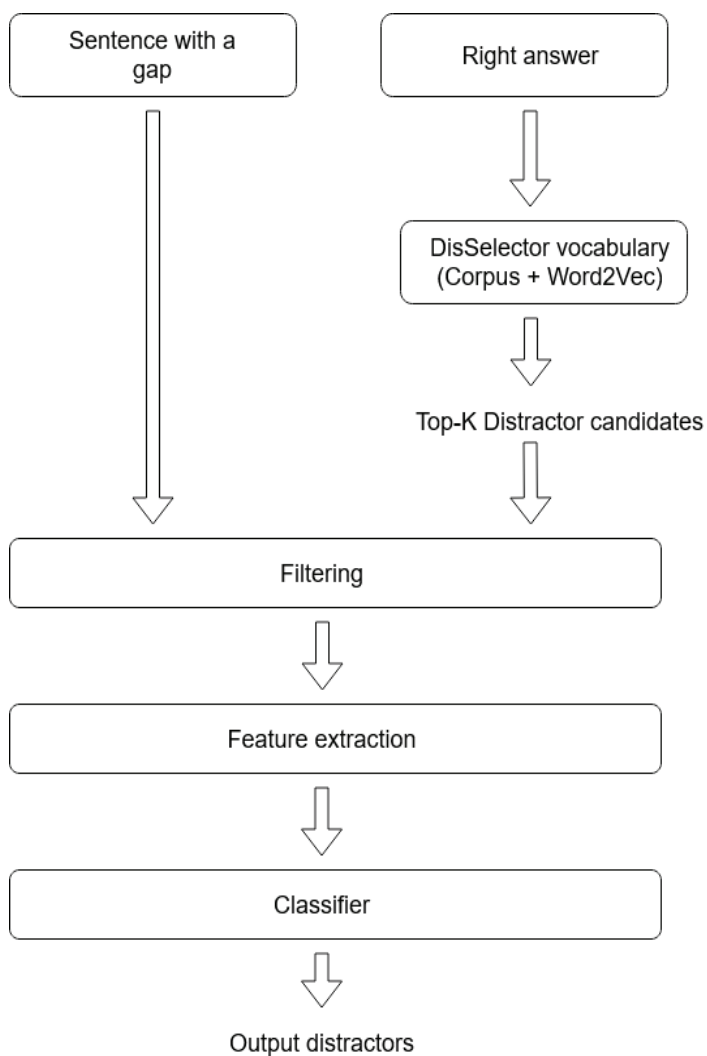 Sentence with a
gap
Right answer
DisSelector vocabulary
(Corpus + Word2Vec)
Top-K Distractor candidates
Filtering
Feature extraction
Classifier
Output distractors